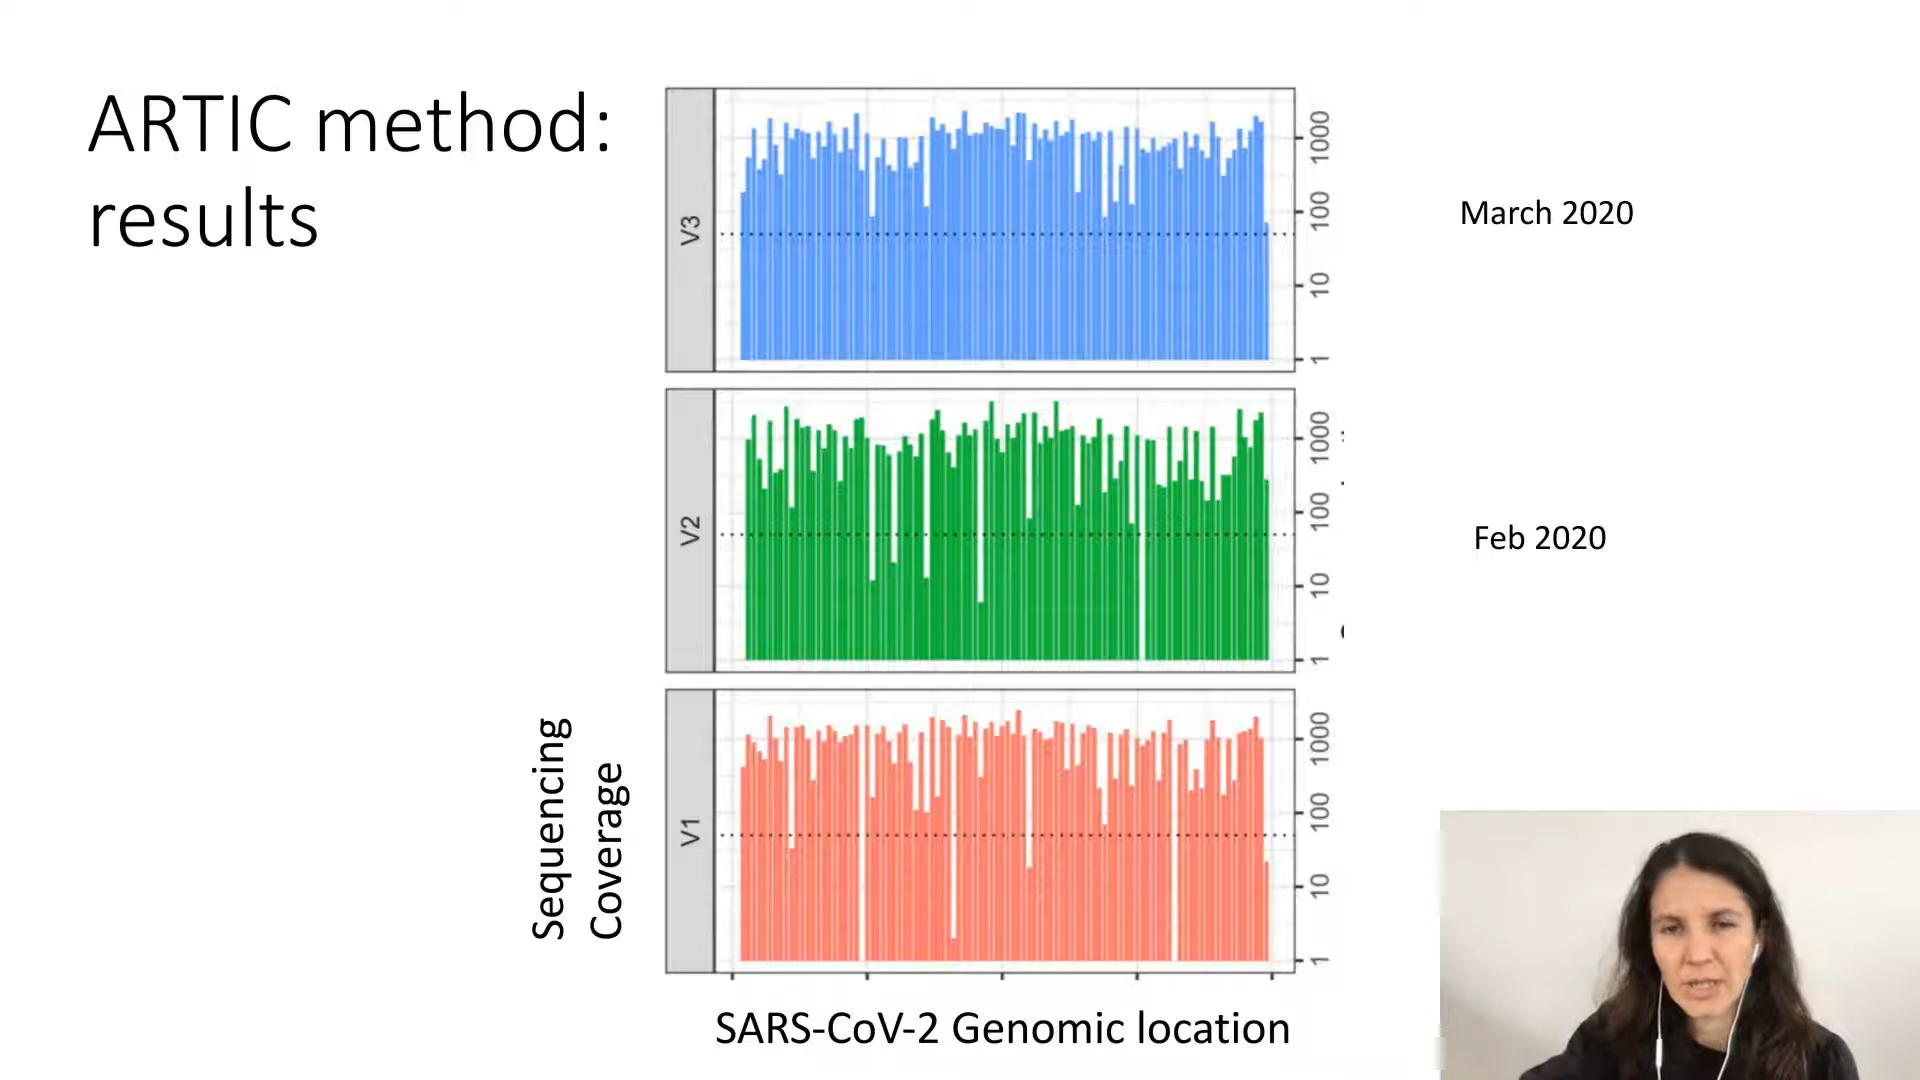 ARTIC method:
results
V3
1000
100
10
1
March 2020
V2
1000
100
10
1
Feb 2020
V1
1000
100
10
1
Sequencing
Coverage
SARS-CoV-2 Genomic location